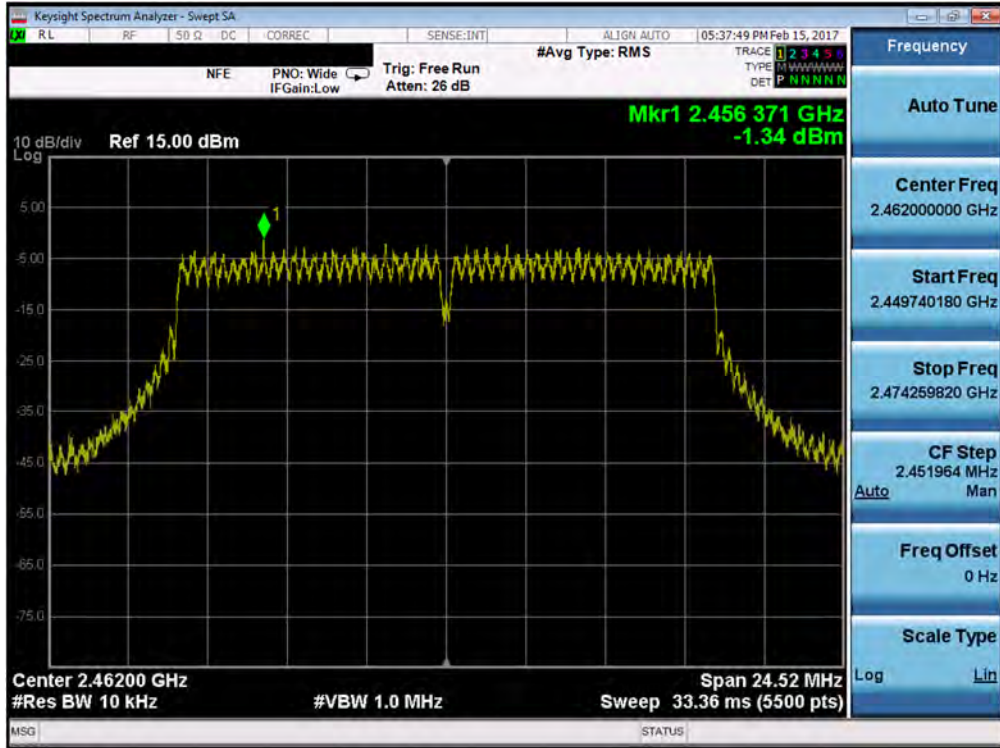 Keysight Spectrum Analyzer - Swept SA
LXI RL RF 50 Ω DC CORREC SENSE:INT ALIGN AUTO 05:37:49 PM Feb 15, 2017
#Avg Type: RMS
TRACE 1 2 3 4 5 6
NFE PNO: Wide Trig: Free Run
TYPE M WWWWW
IFGain:Low Atten: 26 dB
DET P N N N N N
Mkr1 2.456 371 GHz
-1.34 dBm
10 dB/div Ref 15.00 dBm
Log
1
5.00
-5.00
-15.0
-25.0
-35.0
-45.0
-55.0
-65.0
-75.0
Center 2.46200 GHz Span 24.52 MHz
#Res BW 10 kHz #VBW 1.0 MHz Sweep 33.36 ms (5500 pts)
MSG STATUS
Frequency
Auto Tune
Center Freq
2.462000000 GHz
Start Freq
2.449740180 GHz
Stop Freq
2.474259820 GHz
CF Step
2.451964 MHz
Auto Man
Freq Offset
0 Hz
Scale Type
Log Lin